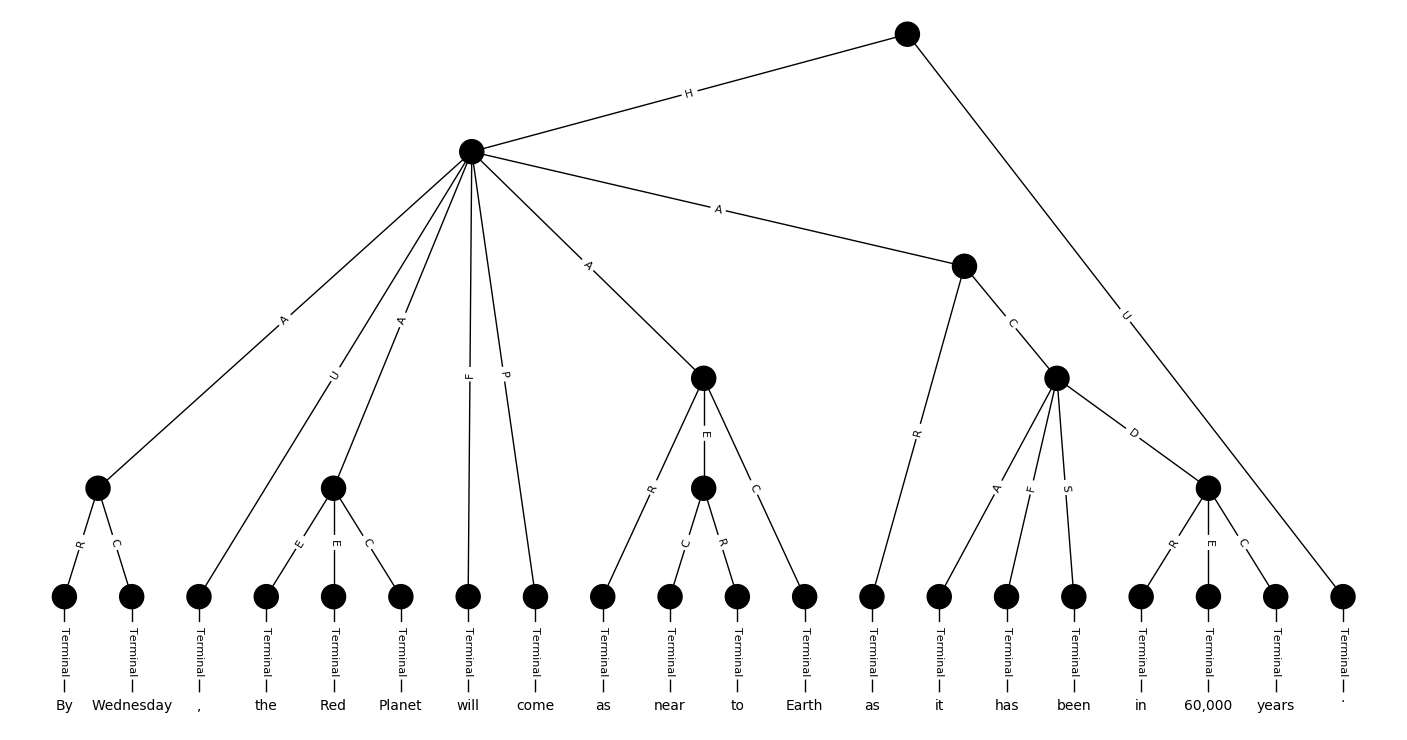 H
A
A
U
A
A
F
P
A
C
U
E
D
R
C
R
A
F
S
R
C
E
E
C
C
R
R
E
C
Terminal Terminal Terminal Terminal Terminal Terminal Terminal Terminal Terminal Terminal Terminal Terminal Terminal Terminal Terminal Terminal Terminal Terminal Terminal Terminal
By Wednesday , the Red Planet will come as near to Earth as it has been in 60,000 years .